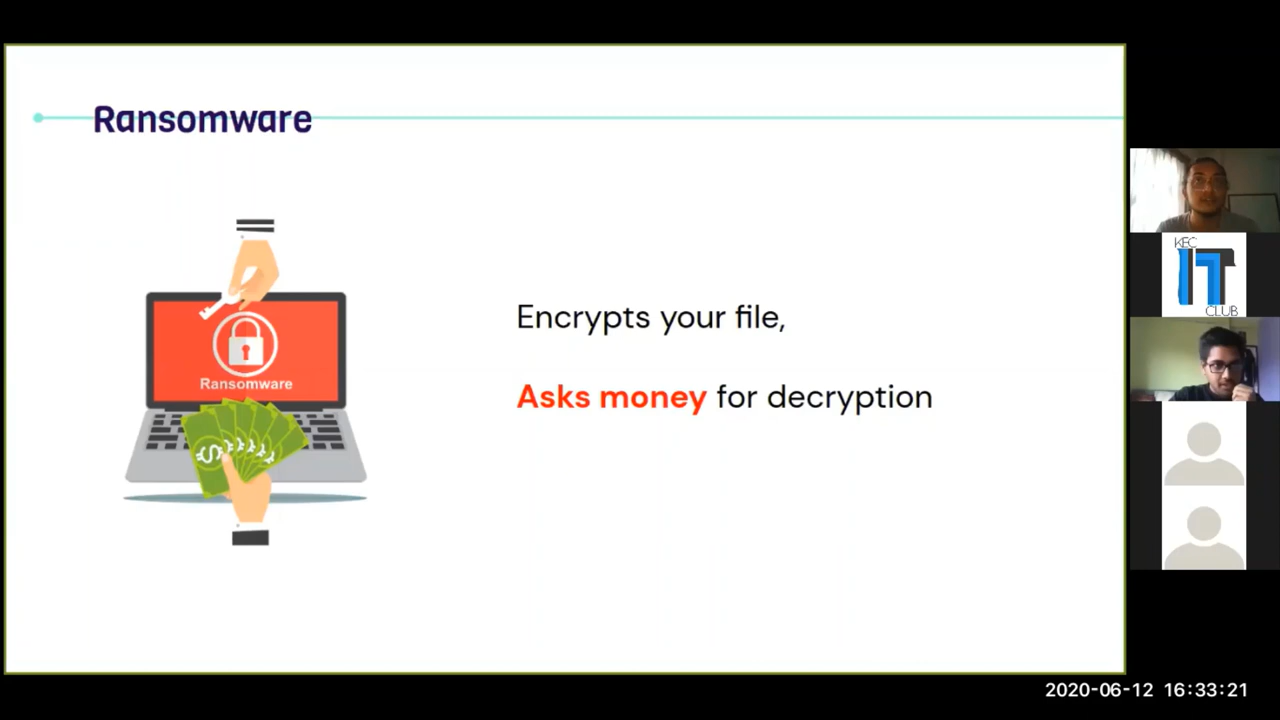 Ransomware
Ransomware
Encrypts your file,
Asks money for decryption
KEC
IT
CLUB
2020-06-12 16:33:21